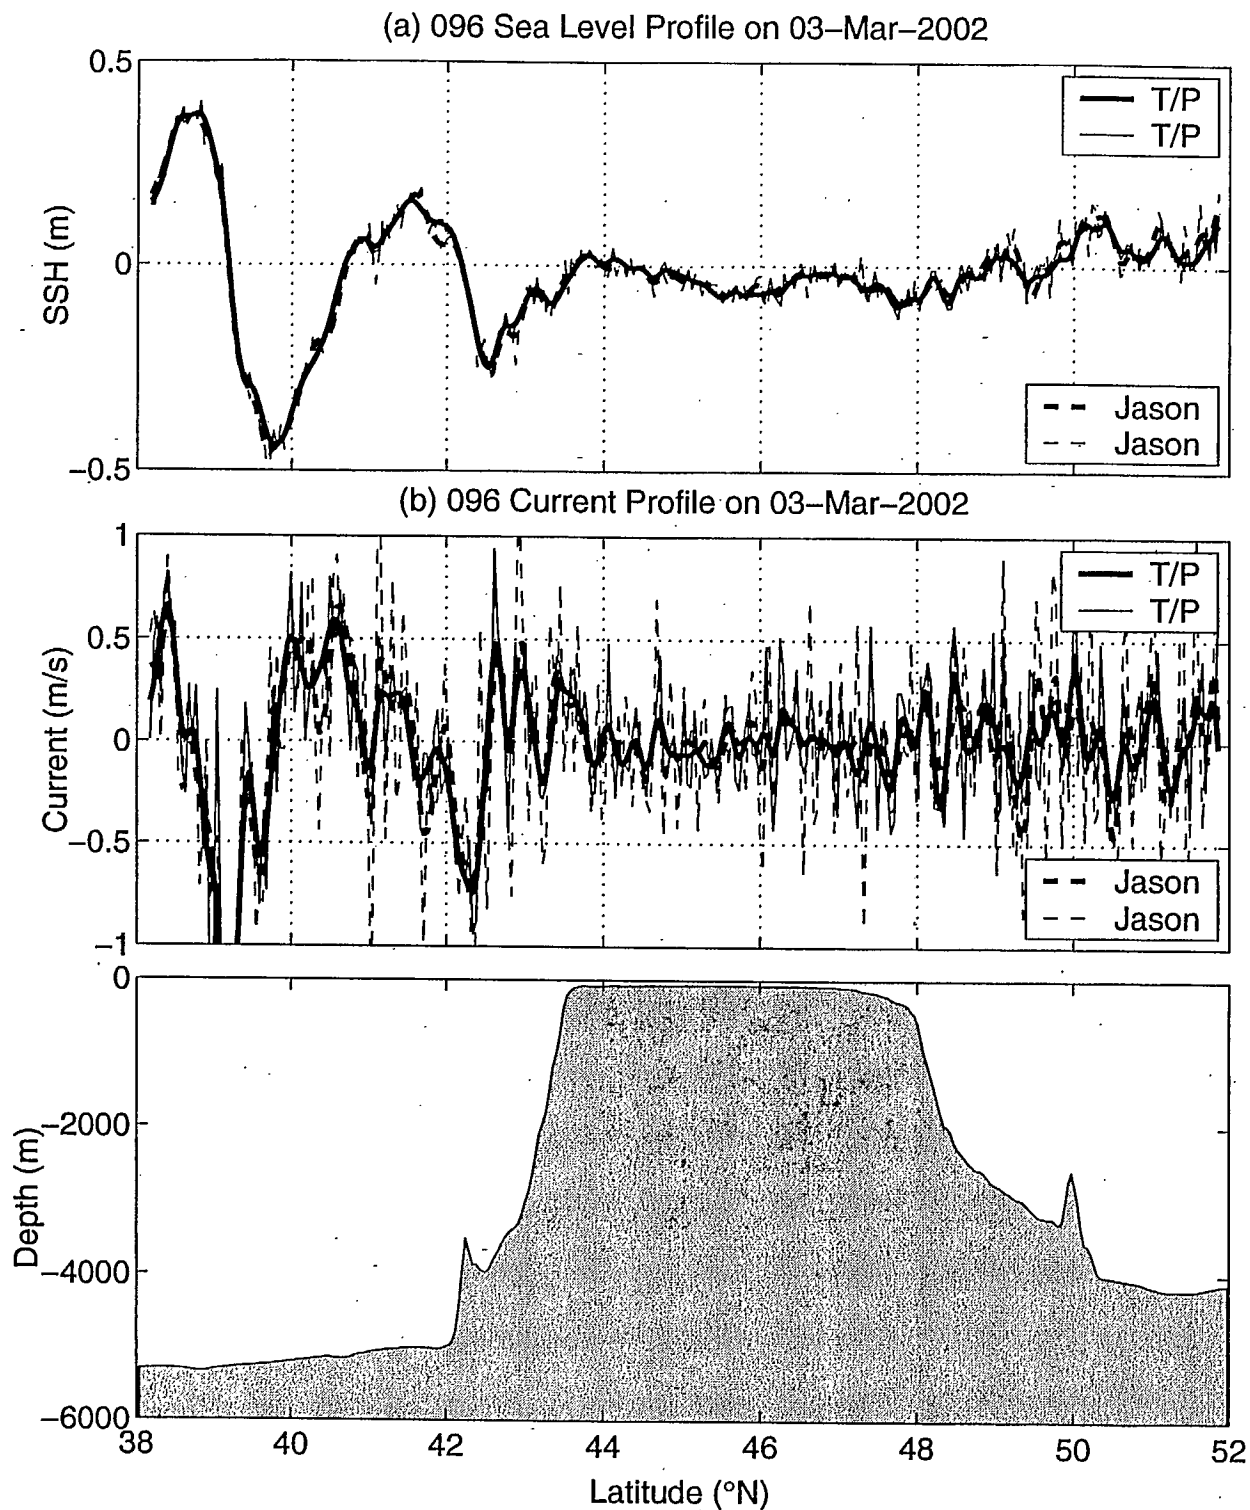 (a) 096 Sea Level Profile on 03–Mar–2002
0.5
0
−0.5
SSH (m)
T/P
T/P
Jason
Jason
(b) 096 Current Profile on 03–Mar–2002
1
0.5
0
−0.5
−1
Current (m/s)
T/P
T/P
Jason
Jason
0
−2000
−4000
−6000
Depth (m)
38 40 42 44 46 48 50 52
Latitude (°N)